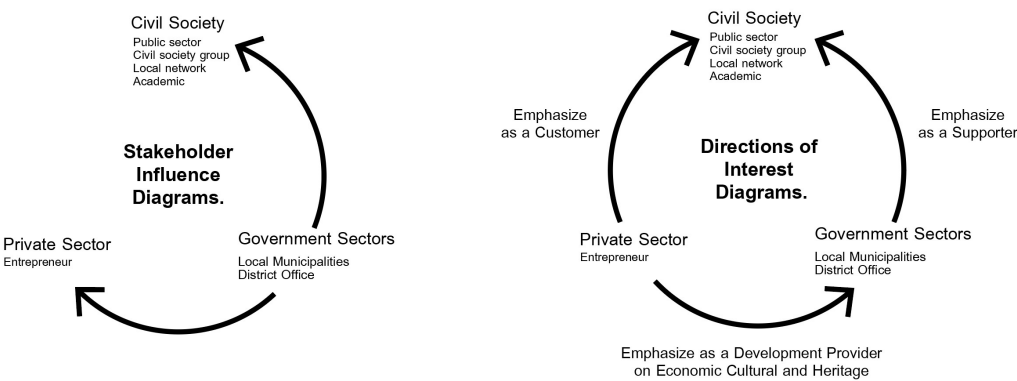 Civil Society
Public sector
Civil society group
Local network
Academic
Stakeholder
Influence
Diagrams.
Private Sector
Entrepreneur
Government Sectors
Local Municipalities
District Office
Civil Society
Public sector
Civil society group
Local network
Academic
Emphasize
as a Customer
Emphasize
as a Supporter
Directions of
Interest
Diagrams.
Private Sector
Entrepreneur
Government Sectors
Local Municipalities
District Office
Emphasize as a Development Provider
on Economic Cultural and Heritage